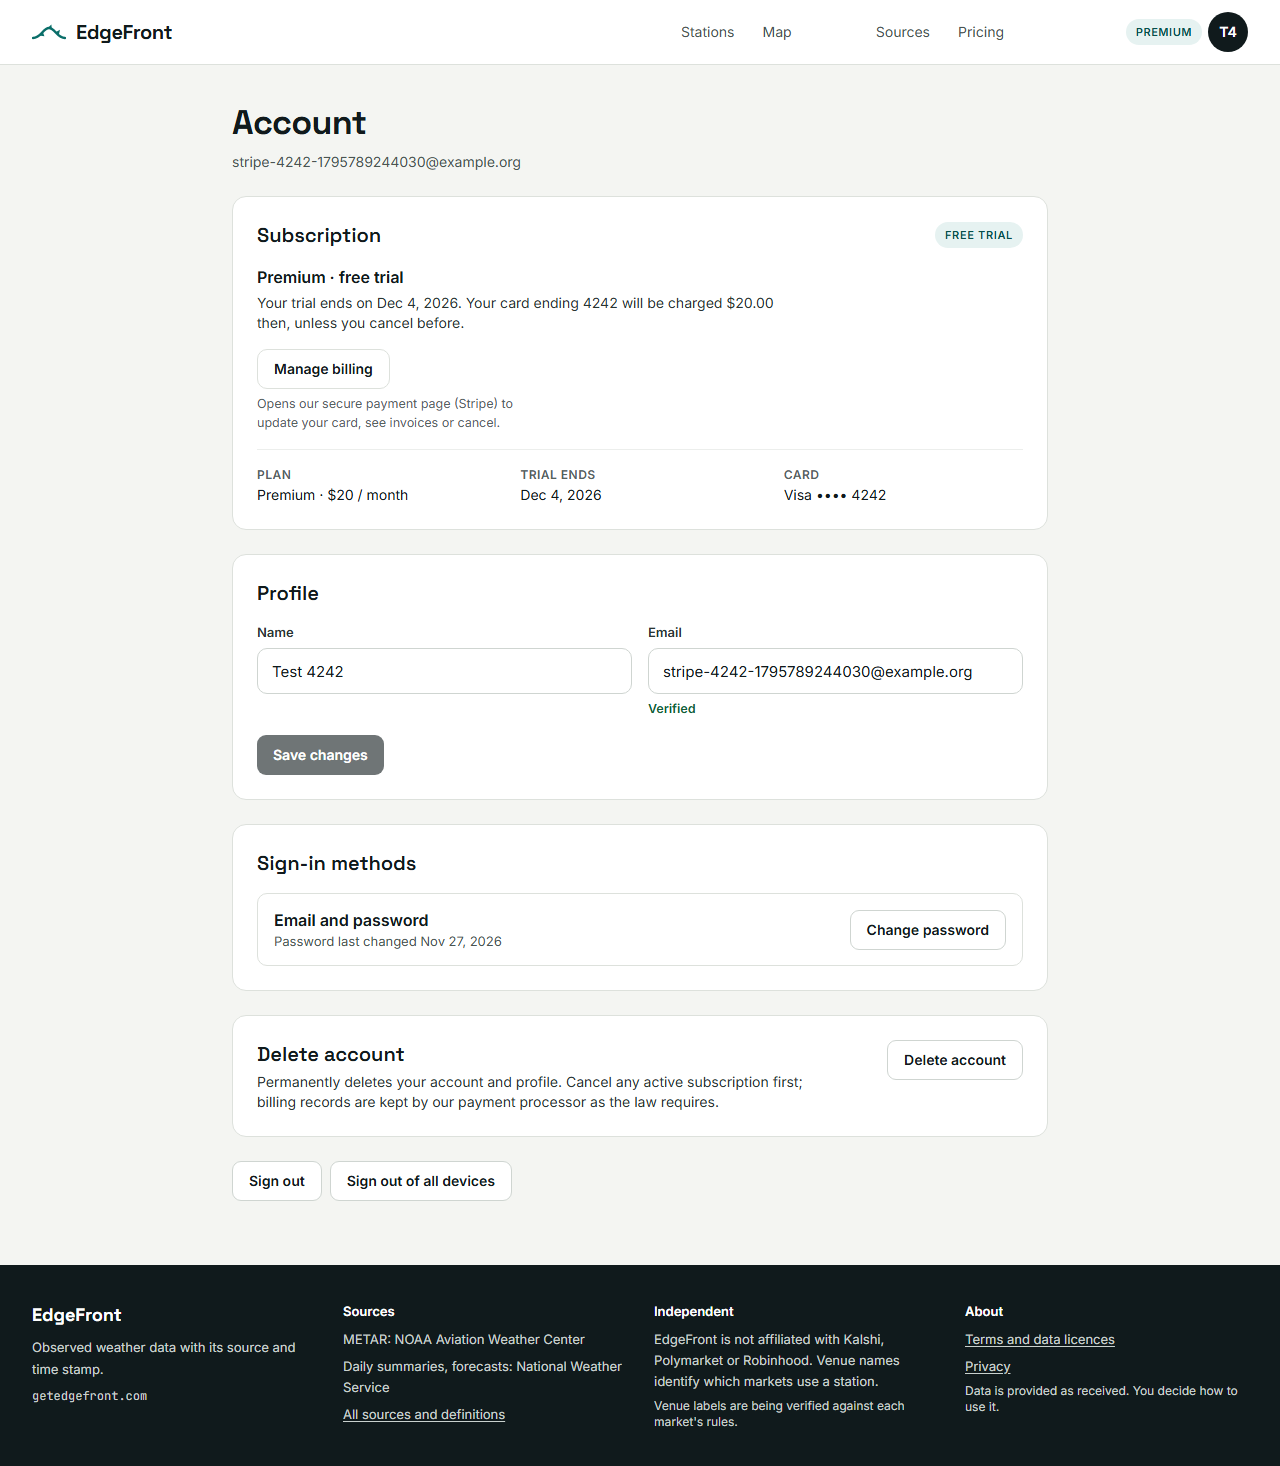 EdgeFront
Stations Map Sources Pricing
PREMIUM T4
Account
stripe-4242-1795789244030@example.org
Subscription
FREE TRIAL
Premium · free trial
Your trial ends on Dec 4, 2026. Your card ending 4242 will be charged $20.00
then, unless you cancel before.
Manage billing
Opens our secure payment page (Stripe) to
update your card, see invoices or cancel.
PLAN
Premium · $20 / month
TRIAL ENDS
Dec 4, 2026
CARD
Visa •••• 4242
Profile
Name
Test 4242
Email
stripe-4242-1795789244030@example.org
Verified
Save changes
Sign-in methods
Email and password
Password last changed Nov 27, 2026
Change password
Delete account
Permanently deletes your account and profile. Cancel any active subscription first;
billing records are kept by our payment processor as the law requires.
Delete account
Sign out
Sign out of all devices
EdgeFront
Observed weather data with its source and
time stamp.
getedgefront.com
Sources
METAR: NOAA Aviation Weather Center
Daily summaries, forecasts: National Weather
Service
All sources and definitions
Independent
EdgeFront is not affiliated with Kalshi,
Polymarket or Robinhood. Venue names
identify which markets use a station.
Venue labels are being verified against each
market's rules.
About
Terms and data licences
Privacy
Data is provided as received. You decide how to
use it.